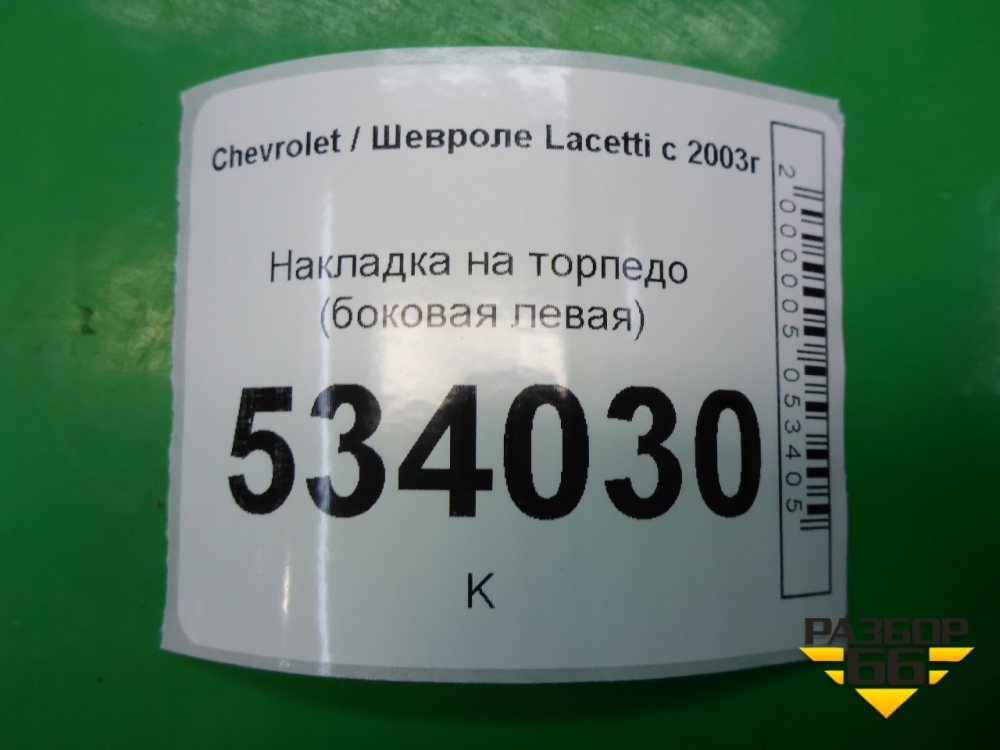 Chevrolet / Шевроле Lacetti с 2003г
Накладка на торпедо
(боковая левая)
534030
К
2000005053405
РАЗБОР
66